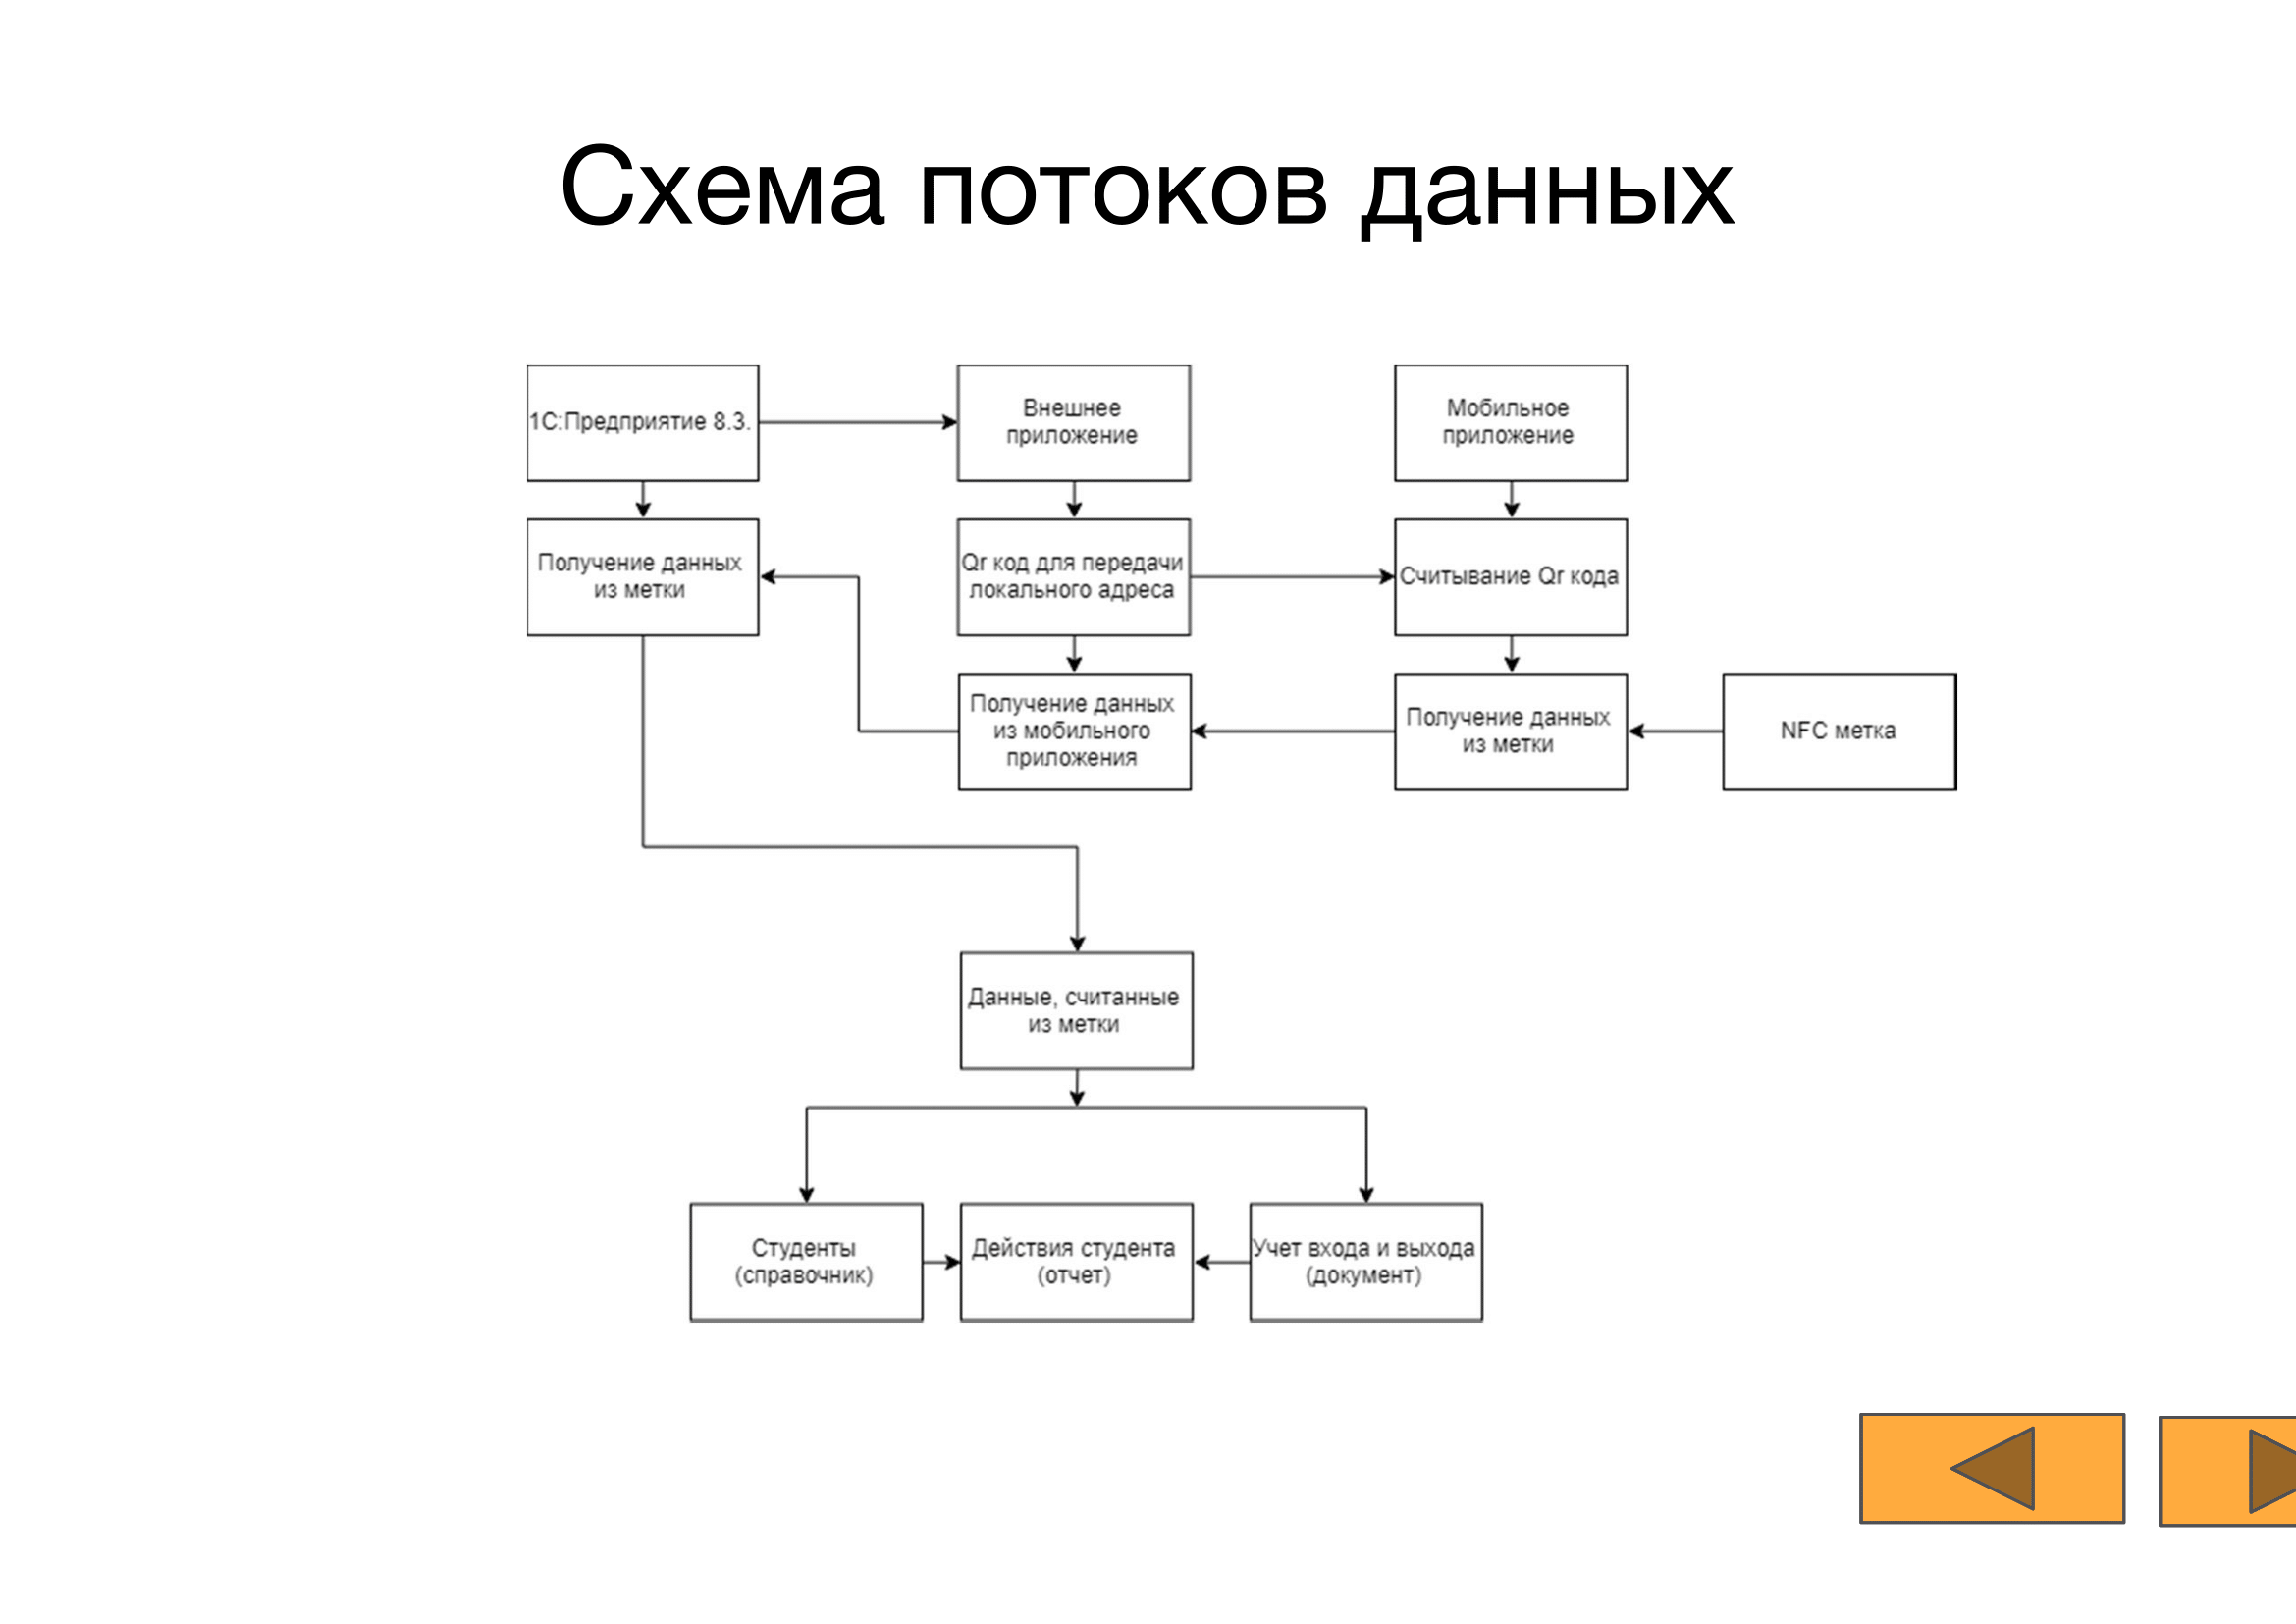 Схема потоков данных
1С:Предприятие 8.3.
Внешнее
приложение
Мобильное
приложение
Получение данных
из метки
Qr код для передачи
локального адреса
Считывание Qr кода
Получение данных
из мобильного
приложения
Получение данных
из метки
NFC метка
Данные, считанные
из метки
Студенты
(справочник)
Действия студента
(отчет)
Учет входа и выхода
(документ)